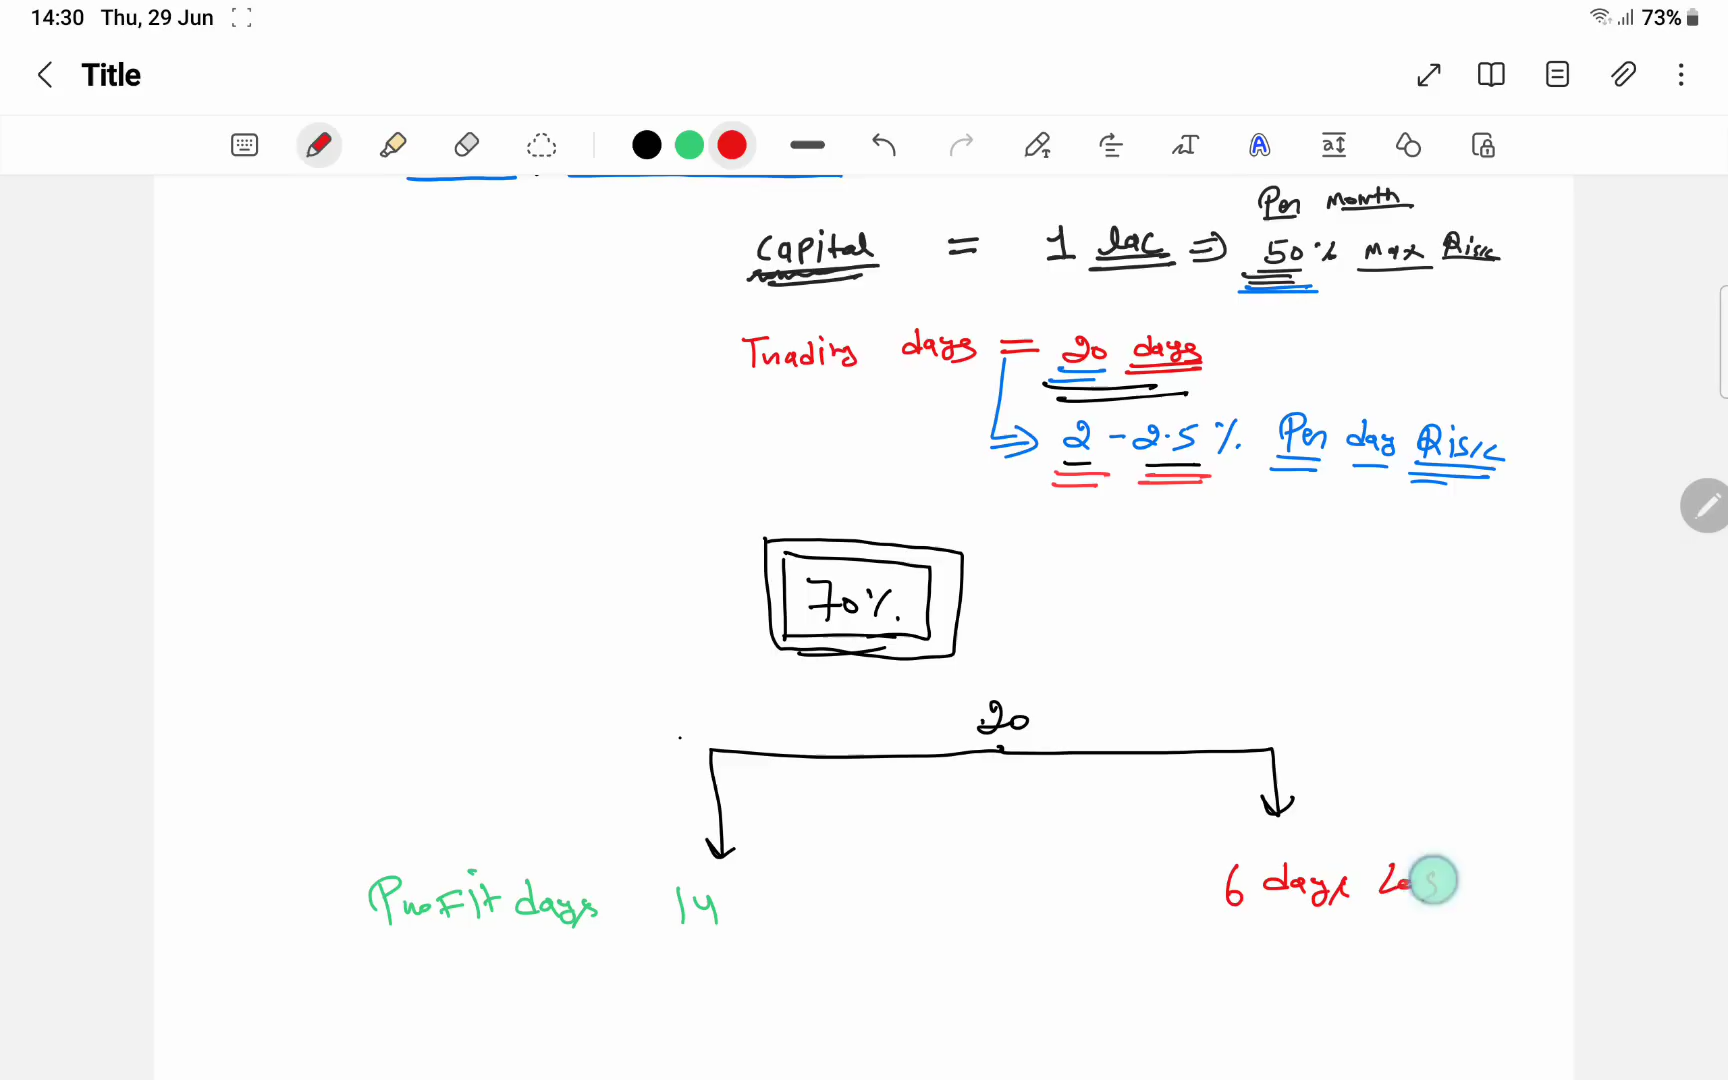 14:30 Thu, 29 Jun 73%
Title
Per Month
Capital = 1 lac ⇒ 50% Max Risk
Trading days = 20 days
⇒ 2 - 2.5 % Per day Risk
70%.
20
Profit days 14
6 days Los